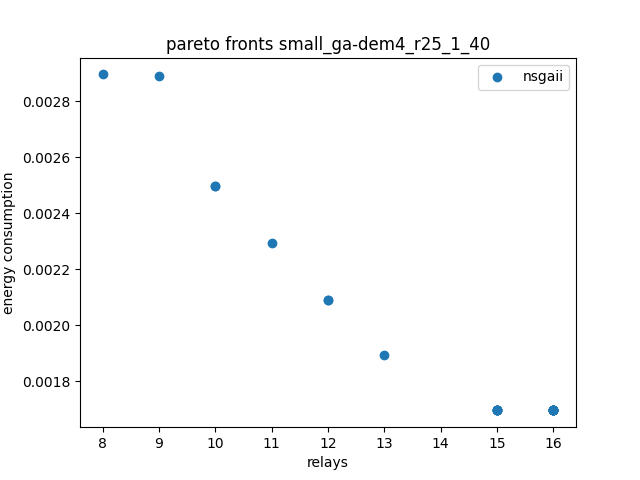 pareto fronts small_ga-dem4_r25_1_40
nsgaii
energy consumption
0.0028
0.0026
0.0024
0.0022
0.0020
0.0018
8 9 10 11 12 13 14 15 16
relays